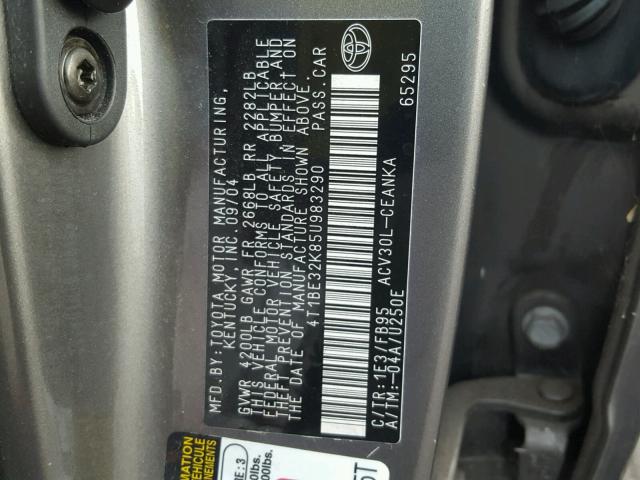 MFD.BY:TOYOTA MOTOR MANUFACTURING,
KENTUCKY, INC. 09/04
GVWR 4200LB GAWR FR 2668LB RR 2282LB
THIS VEHICLE CONFORMS TO ALL APPLICABLE
FEDERAL MOTOR VEHICLE SAFETY, BUMPER,AND
THEFT PREVENTION STANDARDS IN EFFECT ON
THE DATE OF MANUFACTURE SHOWN ABOVE.
4T1BE32K85U983290 PASS.CAR
C/TR:1E3/FB95 ACV30L-CEANKA 65295
A/TM:-04A/U250E
VEHICULE